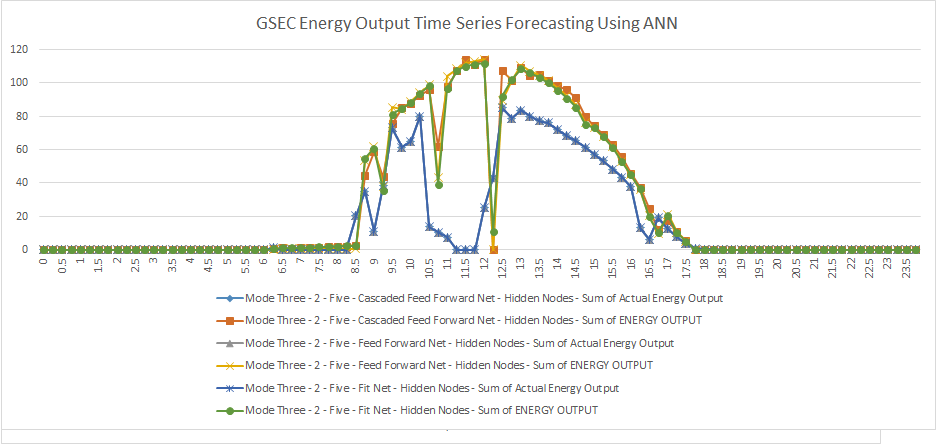 GSEC Energy Output Time Series Forecasting Using ANN
120
100
80
60
40
20
0
0 0.5 1 1.5 2 2.5 3 3.5 4 4.5 5 5.5 6 6.5 7 7.5 8 8.5 9 9.5 10 10.5 11 11.5 12 12.5 13 13.5 14 14.5 15 15.5 16 16.5 17 17.5 18 18.5 19 19.5 20 20.5 21 21.5 22 22.5 23 23.5
Mode Three - 2 - Five - Cascaded Feed Forward Net - Hidden Nodes - Sum of Actual Energy Output
Mode Three - 2 - Five - Cascaded Feed Forward Net - Hidden Nodes - Sum of ENERGY OUTPUT
Mode Three - 2 - Five - Feed Forward Net - Hidden Nodes - Sum of Actual Energy Output
Mode Three - 2 - Five - Feed Forward Net - Hidden Nodes - Sum of ENERGY OUTPUT
Mode Three - 2 - Five - Fit Net - Hidden Nodes - Sum of Actual Energy Output
Mode Three - 2 - Five - Fit Net - Hidden Nodes - Sum of ENERGY OUTPUT